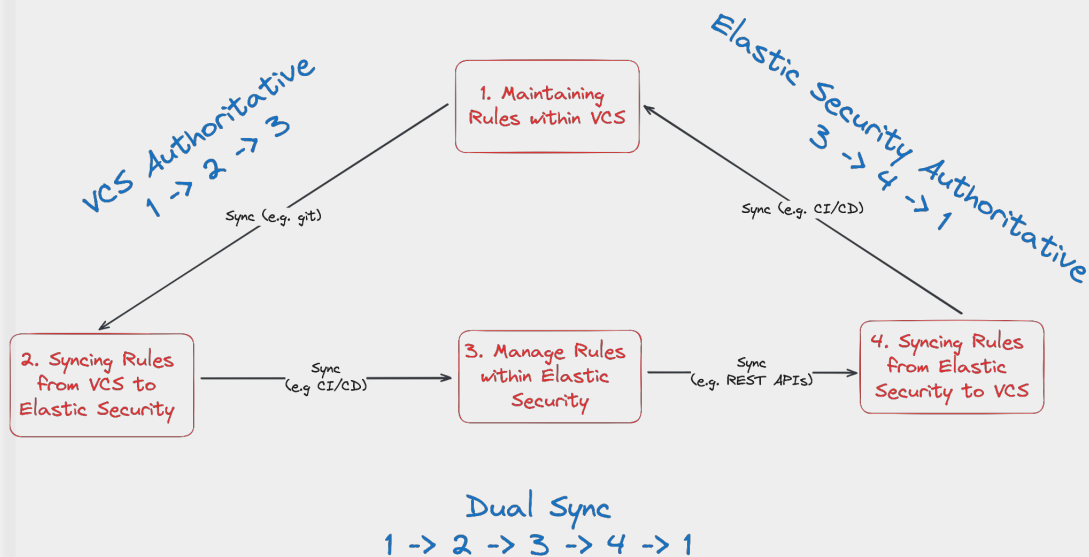 VCS Authoritative
1 -> 2 -> 3
Elastic Security Authoritative
3 -> 4 -> 1
1. Maintaining
Rules within VCS
Sync (e.g. git)
Sync (e.g. CI/CD)
2. Syncing Rules
from VCS to
Elastic Security
Sync
(e.g CI/CD)
3. Manage Rules
within Elastic
Security
Sync
(e.g. REST APIs)
4. Syncing Rules
from Elastic
Security to VCS
Dual Sync
1 -> 2 -> 3 -> 4 -> 1